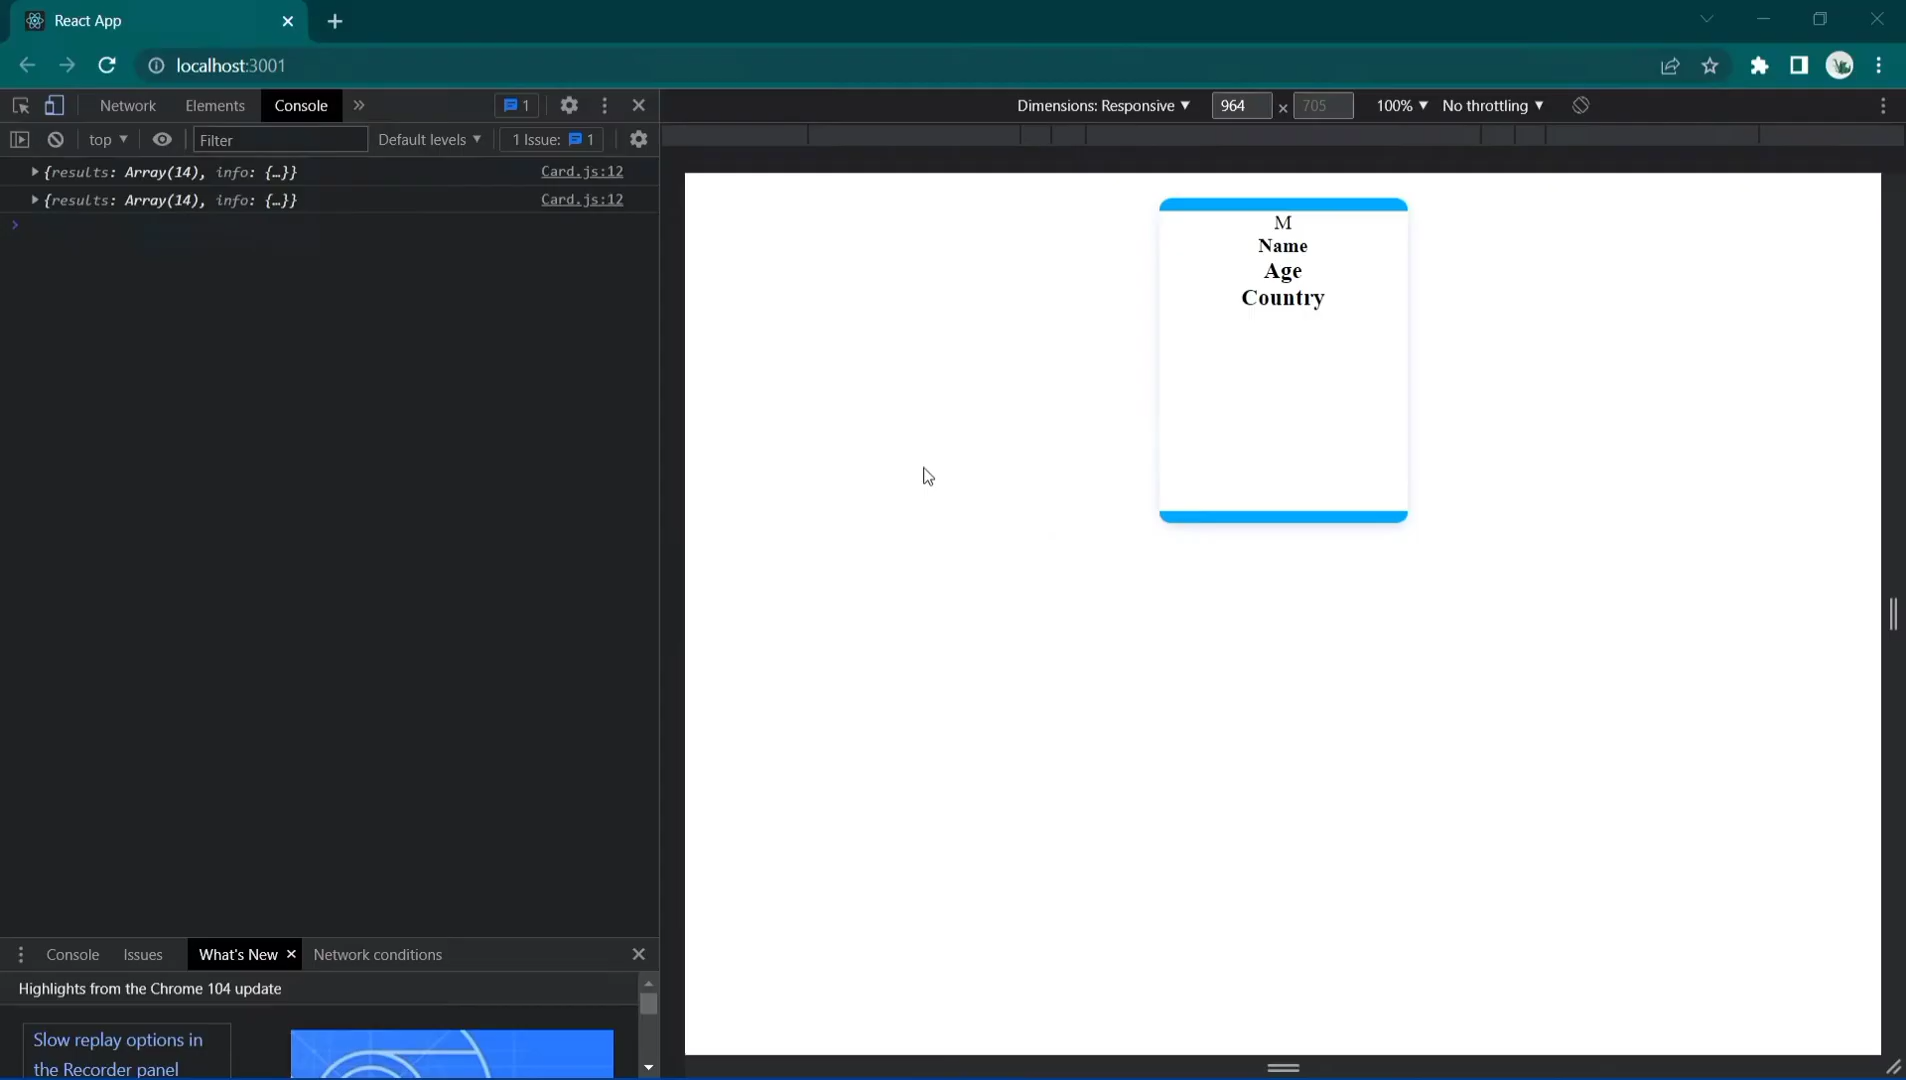 React App
localhost:3001
Network Elements Console 1
top Filter Default levels 1 Issue: 1
{results: Array(14), info: {…}} Card.js:12
{results: Array(14), info: {…}} Card.js:12
Dimensions: Responsive 964 × 705 100% No throttling
M
Name
Age
Country
Console Issues What's New Network conditions
Highlights from the Chrome 104 update
Slow replay options in
the Recorder panel